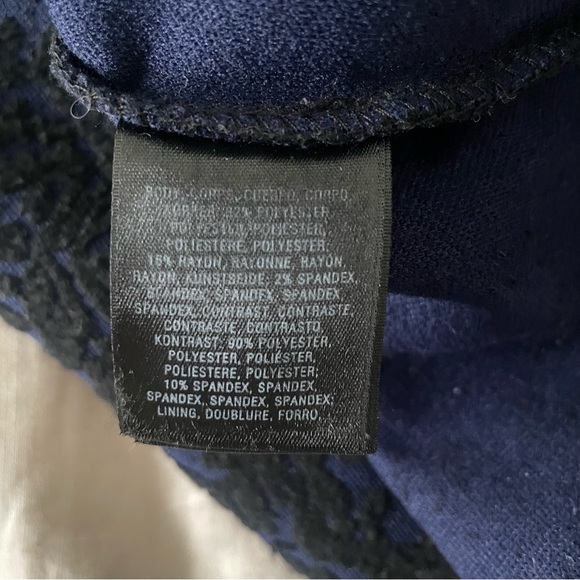 BODY, CORPS, CUERPO, CORPO,
KÖRPER: 82% POLYESTER,
POLYESTER, POLIÉSTER,
POLIESTERE, POLYESTER;
16% RAYON, RAYONNE, RAYÓN,
RAYON, KUNSTSEIDE; 2% SPANDEX,
SPANDEX, SPANDEX, SPANDEX,
SPANDEX, CONTRAST, CONTRASTE,
CONTRASTE, CONTRASTO,
KONTRAST: 90% POLYESTER,
POLYESTER, POLIÉSTER,
POLIESTERE, POLYESTER;
10% SPANDEX, SPANDEX,
SPANDEX, SPANDEX, SPANDEX;
LINING, DOUBLURE, FORRO,